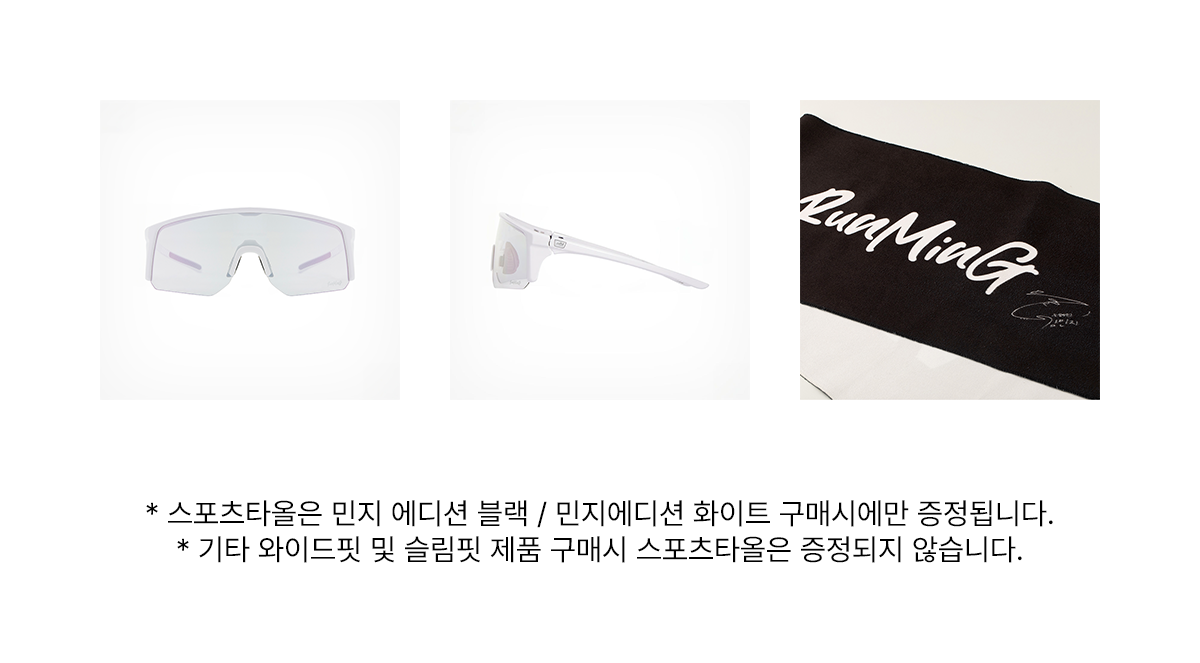 RunMinG
* 스포츠타올은 민지 에디션 블랙 / 민지에디션 화이트 구매시에만 증정됩니다.
* 기타 와이드핏 및 슬림핏 제품 구매시 스포츠타올은 증정되지 않습니다.